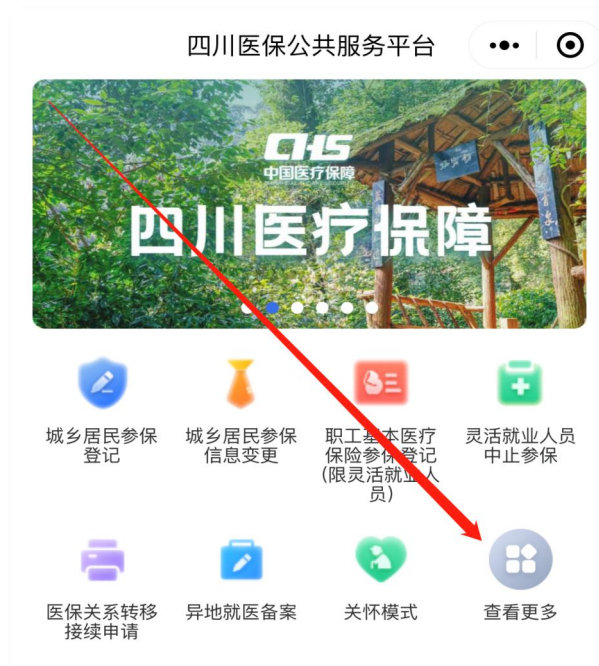 四川医保公共服务平台
CHS
中国医疗保障
四川医疗保障
城乡居民参保
登记
城乡居民参保
信息变更
职工基本医疗
保险参保登记
(限灵活就业人
员)
灵活就业人员
中止参保
医保关系转移
接续申请
异地就医备案
关怀模式
查看更多